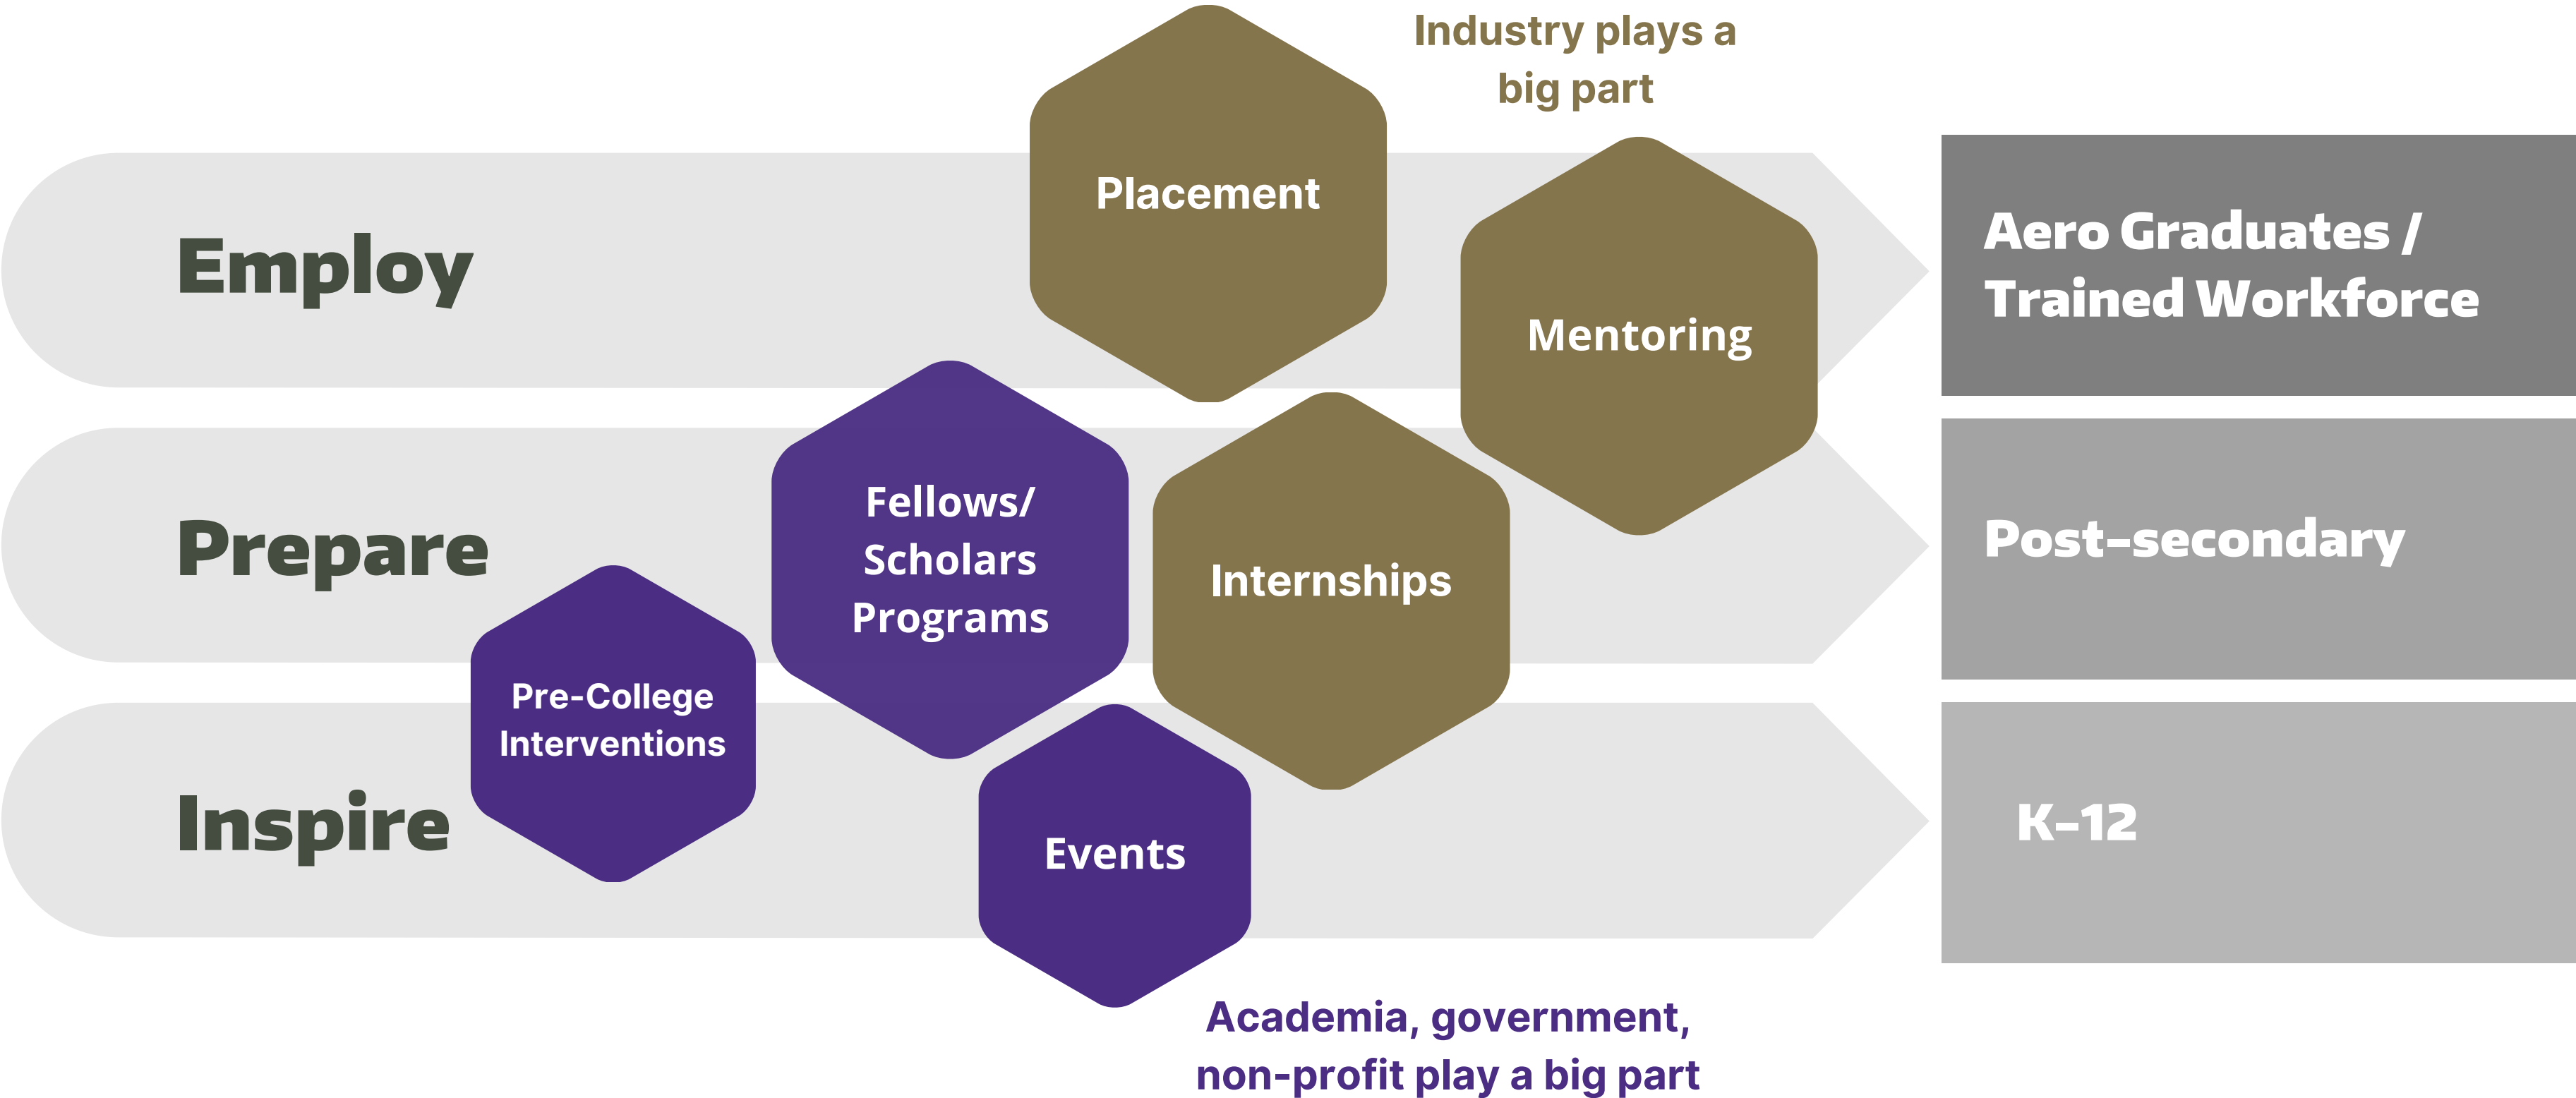 Industry plays a
big part
Placement
Employ
Mentoring
Aero Graduates /
Trained Workforce
Prepare
Fellows/
Scholars
Programs
Internships
Post-secondary
Pre-College
Interventions
Inspire
Events
K-12
Academia, government,
non-profit play a big part